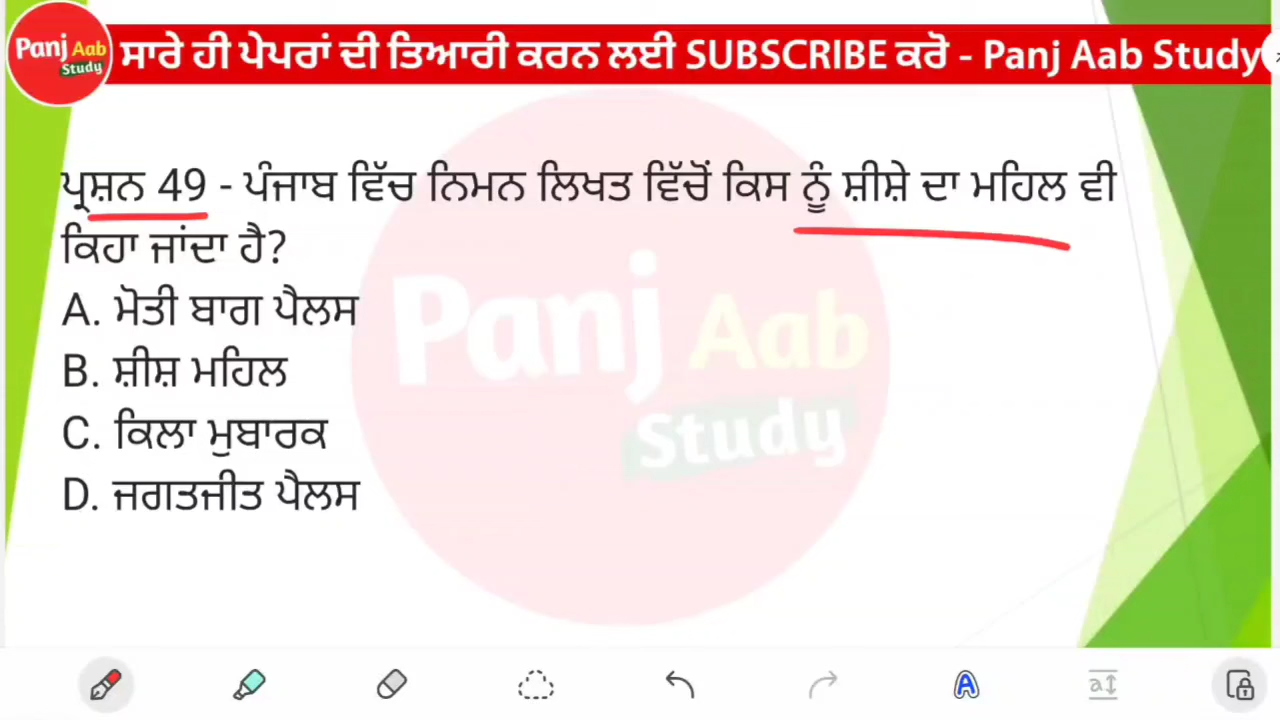 Panj Aab Study
ਸਾਰੇ ਹੀ ਪੇਪਰਾਂ ਦੀ ਤਿਆਰੀ ਕਰਨ ਲਈ SUBSCRIBE ਕਰੋ - Panj Aab Study
ਪ੍ਰਸ਼ਨ 49 - ਪੰਜਾਬ ਵਿੱਚ ਨਿਮਨ ਲਿਖਤ ਵਿੱਚੋਂ ਕਿਸ ਨੂੰ ਸ਼ੀਸ਼ੇ ਦਾ ਮਹਿਲ ਵੀ
ਕਿਹਾ ਜਾਂਦਾ ਹੈ?
A. ਮੋਤੀ ਬਾਗ ਪੈਲਸ
B. ਸ਼ੀਸ਼ ਮਹਿਲ
C. ਕਿਲਾ ਮੁਬਾਰਕ
D. ਜਗਤਜੀਤ ਪੈਲਸ
Panj Aab
Study
A
a